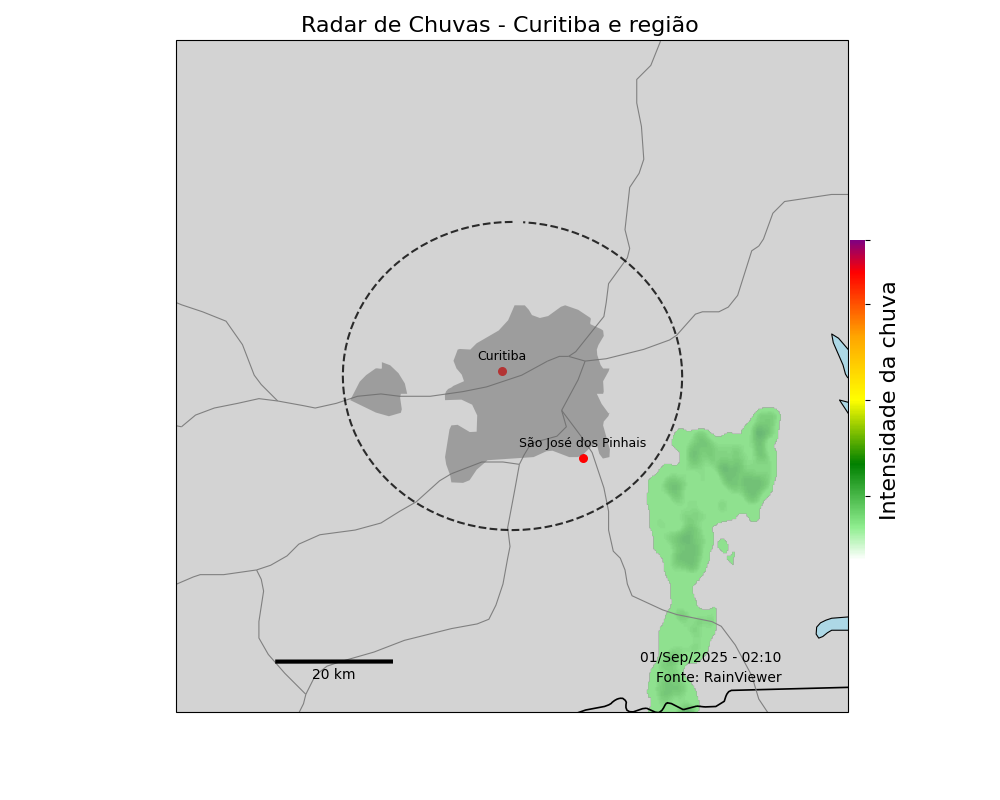 Radar de Chuvas - Curitiba e região
Curitiba
São José dos Pinhais
Intensidade da chuva
01/Sep/2025 - 02:10
Fonte: RainViewer
20 km